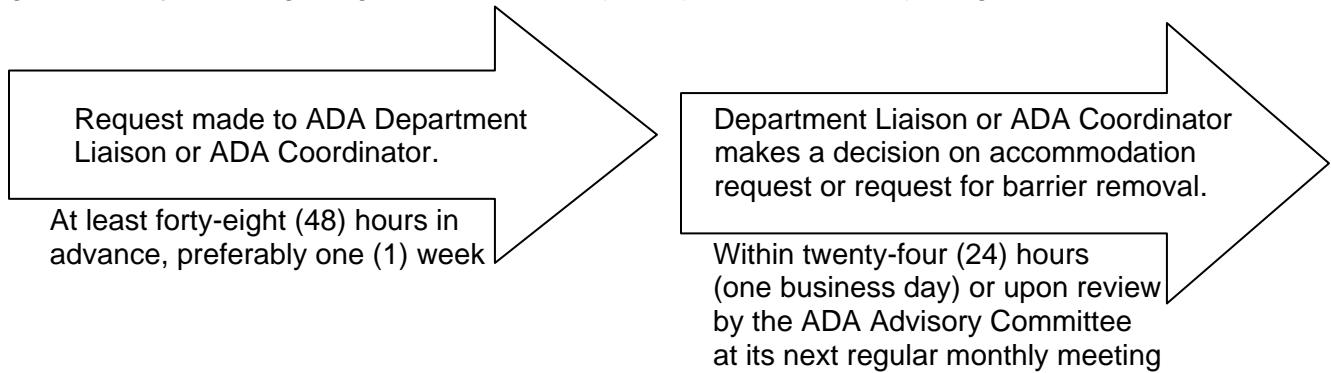 Request made to ADA Department
Liaison or ADA Coordinator.
At least forty-eight (48) hours in
advance, preferably one (1) week
Department Liaison or ADA Coordinator
makes a decision on accommodation
request or request for barrier removal.
Within twenty-four (24) hours
(one business day) or upon review
by the ADA Advisory Committee
at its next regular monthly meeting